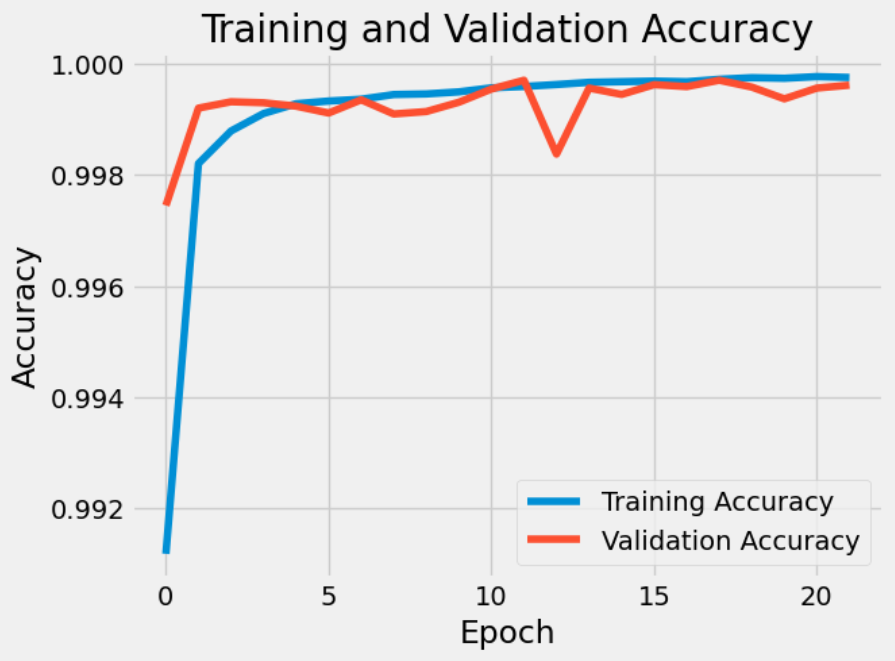 Training and Validation Accuracy
1.000
0.998
0.996
0.994
0.992
Accuracy
Training Accuracy
Validation Accuracy
0 5 10 15 20
Epoch